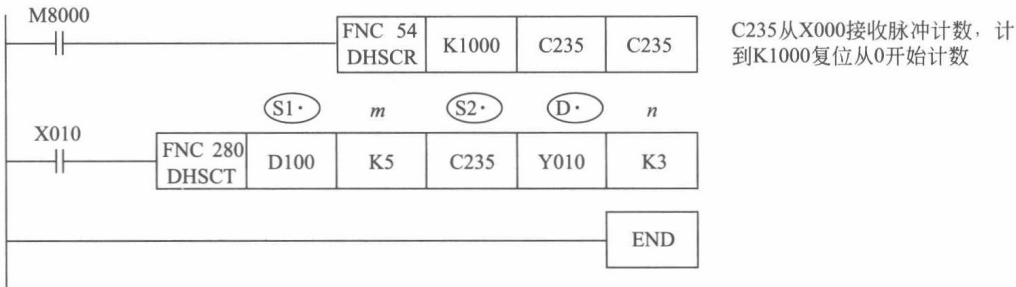 M8000
FNC 54
DHSCR
K1000
C235
C235
C235从X000接收脉冲计数，计
到K1000复位从0开始计数
S1·
m
S2·
D·
n
X010
FNC 280
DHSCT
D100
K5
C235
Y010
K3
END